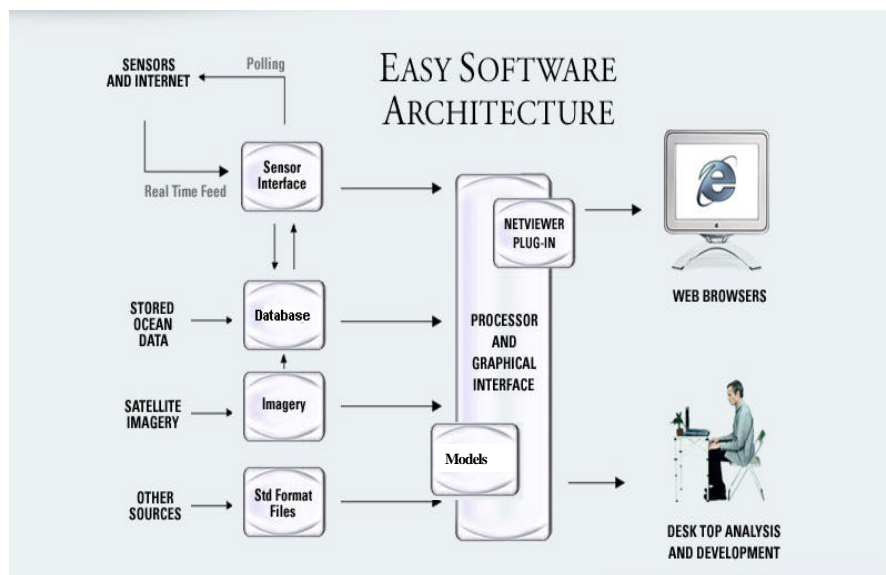 EASY SOFTWARE
ARCHITECTURE
SENSORS
AND INTERNET
Polling
Real Time Feed
Sensor
Interface
NETVIEWER
PLUG-IN
WEB BROWSERS
STORED
OCEAN
DATA
Database
PROCESSOR
AND
GRAPHICAL
INTERFACE
SATELLITE
IMAGERY
Imagery
Models
OTHER
SOURCES
Std Format
Files
DESK TOP ANALYSIS
AND DEVELOPMENT